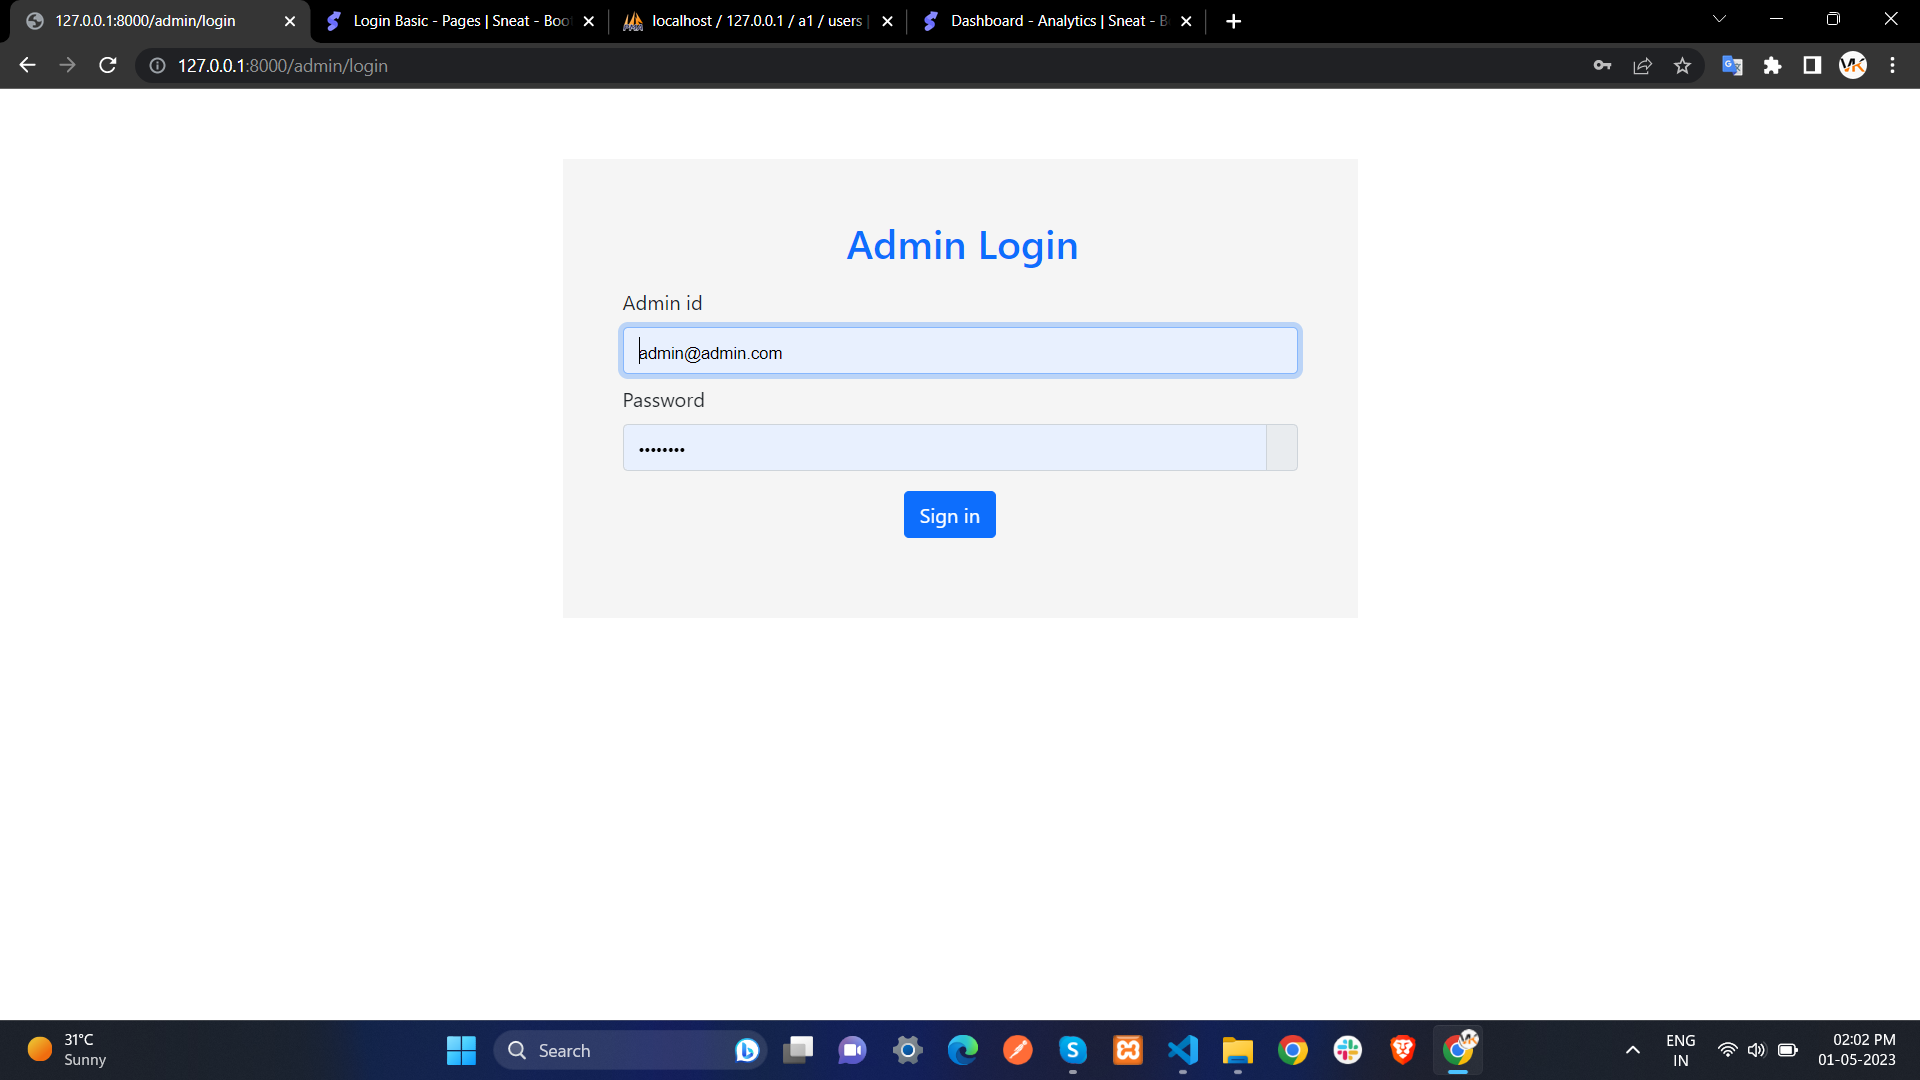 127.0.0.1:8000/admin/login
Login Basic - Pages | Sneat - Boo
localhost / 127.0.0.1 / a1 / users |
Dashboard - Analytics | Sneat - B
127.0.0.1:8000/admin/login
VK
Admin Login
Admin id
admin@admin.com
Password
••••••••
Sign in
31°C
Sunny
Search
ENG
IN
02:02 PM
01-05-2023